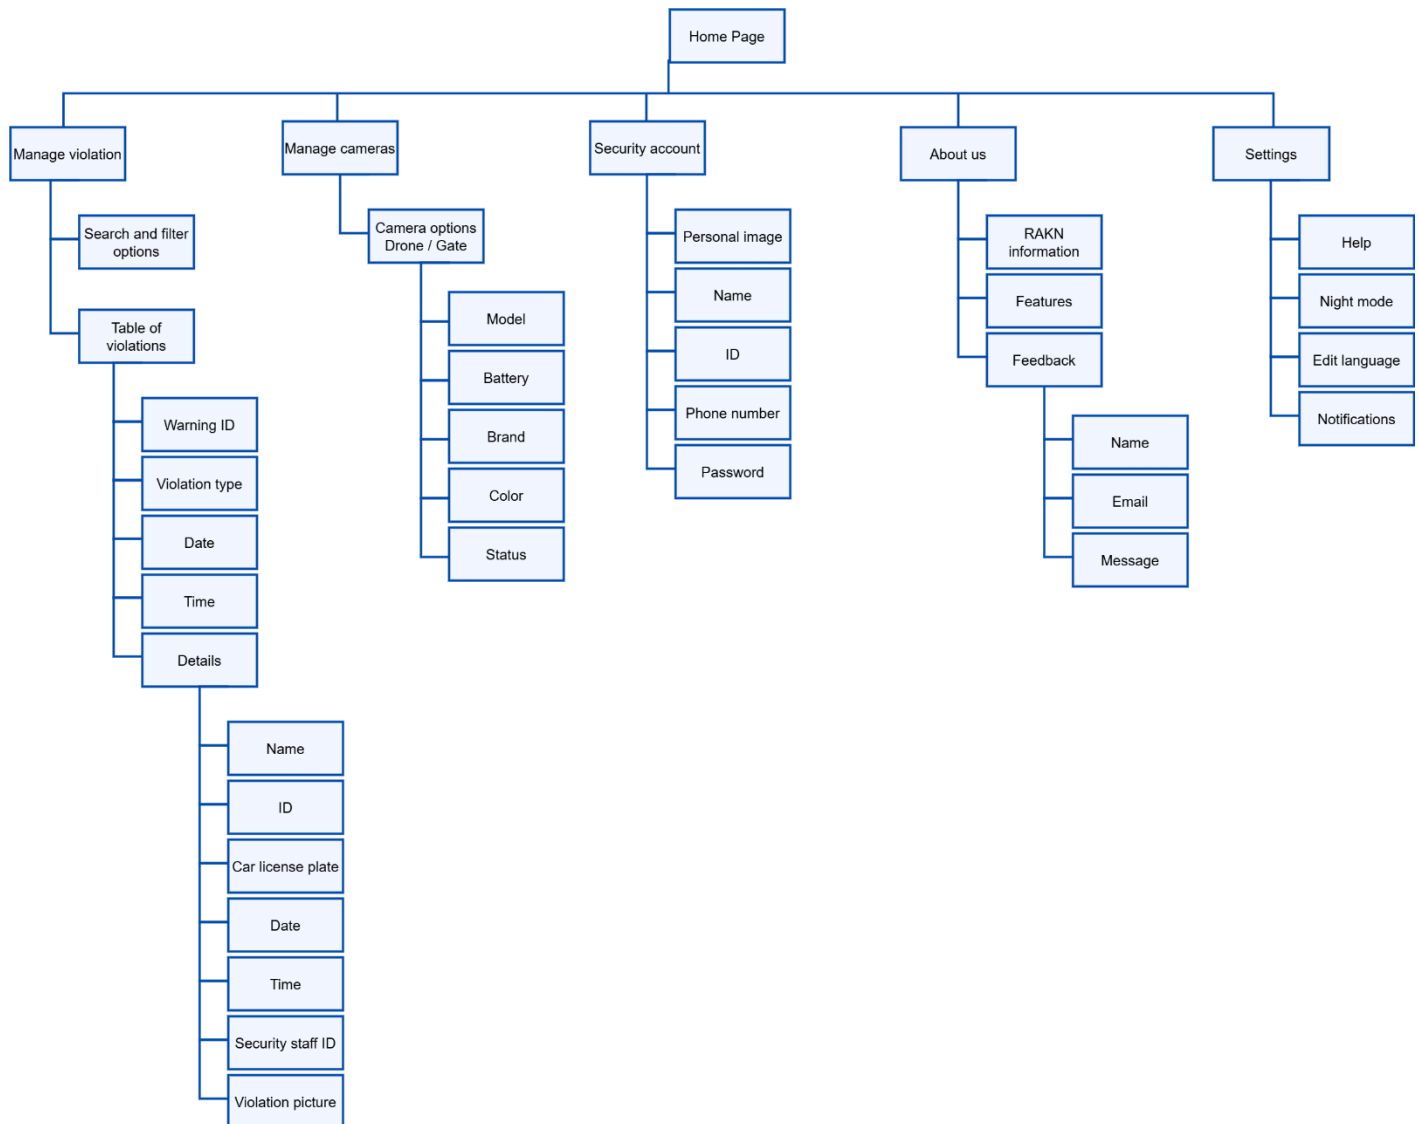 Home Page
Manage violation
Manage cameras
Security account
About us
Settings
Search and filter
options
Table of
violations
Warning ID
Violation type
Date
Time
Details
Name
ID
Car license plate
Date
Time
Security staff ID
Violation picture
Camera options
Drone / Gate
Model
Battery
Brand
Color
Status
Personal image
Name
ID
Phone number
Password
RAKN
information
Features
Feedback
Name
Email
Message
Help
Night mode
Edit language
Notifications